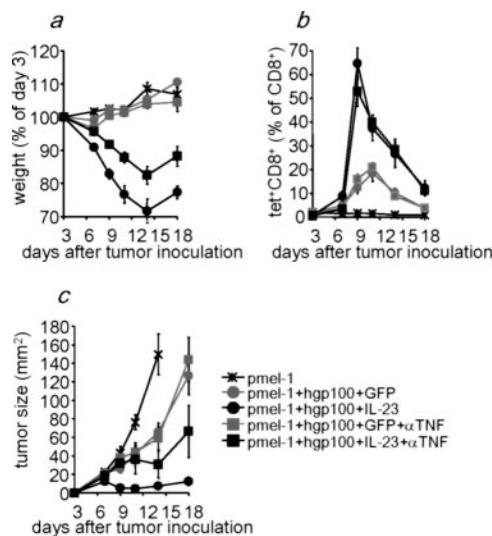 a
weight (% of day 3)
120
110
100
90
80
70
3 6 9 12 15 18
days after tumor inoculation
b
tet⁺CD8⁺ (% of CD8⁺)
70
60
50
40
30
20
10
0
3 6 9 12 15 18
days after tumor inoculation
c
tumor size (mm²)
180
160
140
120
100
80
60
40
20
0
3 6 9 12 15 18
days after tumor inoculation
pmel-1
pmel-1+hgp100+GFP
pmel-1+hgp100+IL-23
pmel-1+hgp100+GFP+αTNF
pmel-1+hgp100+IL-23+αTNF